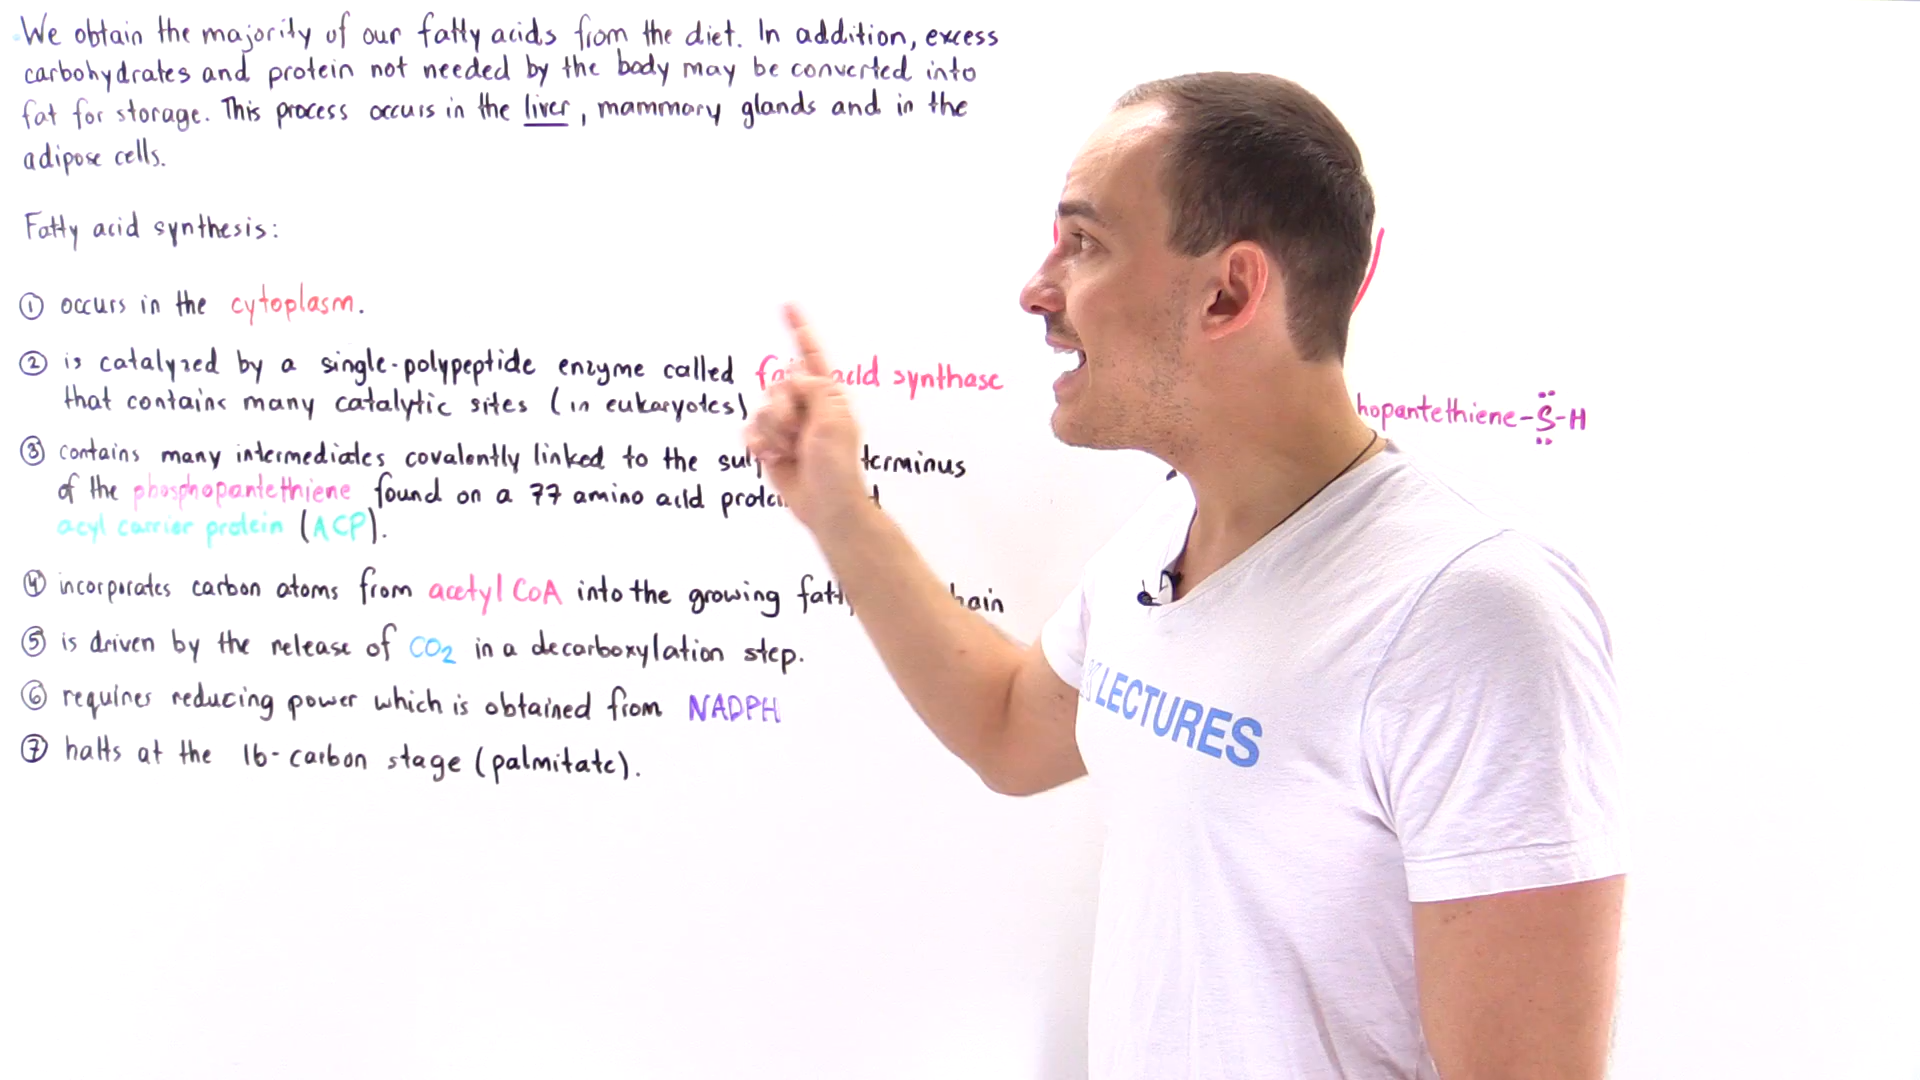 We obtain the majority of our fatty acids from the diet. In addition, excess
carbohydrates and protein not needed by the body may be converted into
fat for storage. This process occurs in the liver, mammary glands and in the
adipose cells.
Fatty acid synthesis:
① occurs in the cytoplasm.
② is catalyzed by a single-polypeptide enzyme called acid synthase
that contains many catalytic sites (in eukaryotes)
③ contains many intermediates covalently linked to the terminus
of the phosphopantethiene found on a 77 amino acid
acyl carrier protein (ACP).
④ incorporates carbon atoms from acetyl CoA into the growing
⑤ is driven by the release of CO2 in a decarboxylation step.
⑥ requires reducing power which is obtained from NADPH
⑦ halts at the 16-carbon stage (palmitate).
hopantethiene-S-H
LECTURES